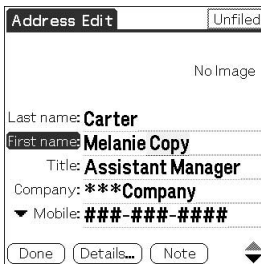 Address Edit Unfiled
No Image
Last name: Carter
First name: Melanie Copy
Title: Assistant Manager
Company: ***Company
Mobile: ###-###-####
Done Details... Note